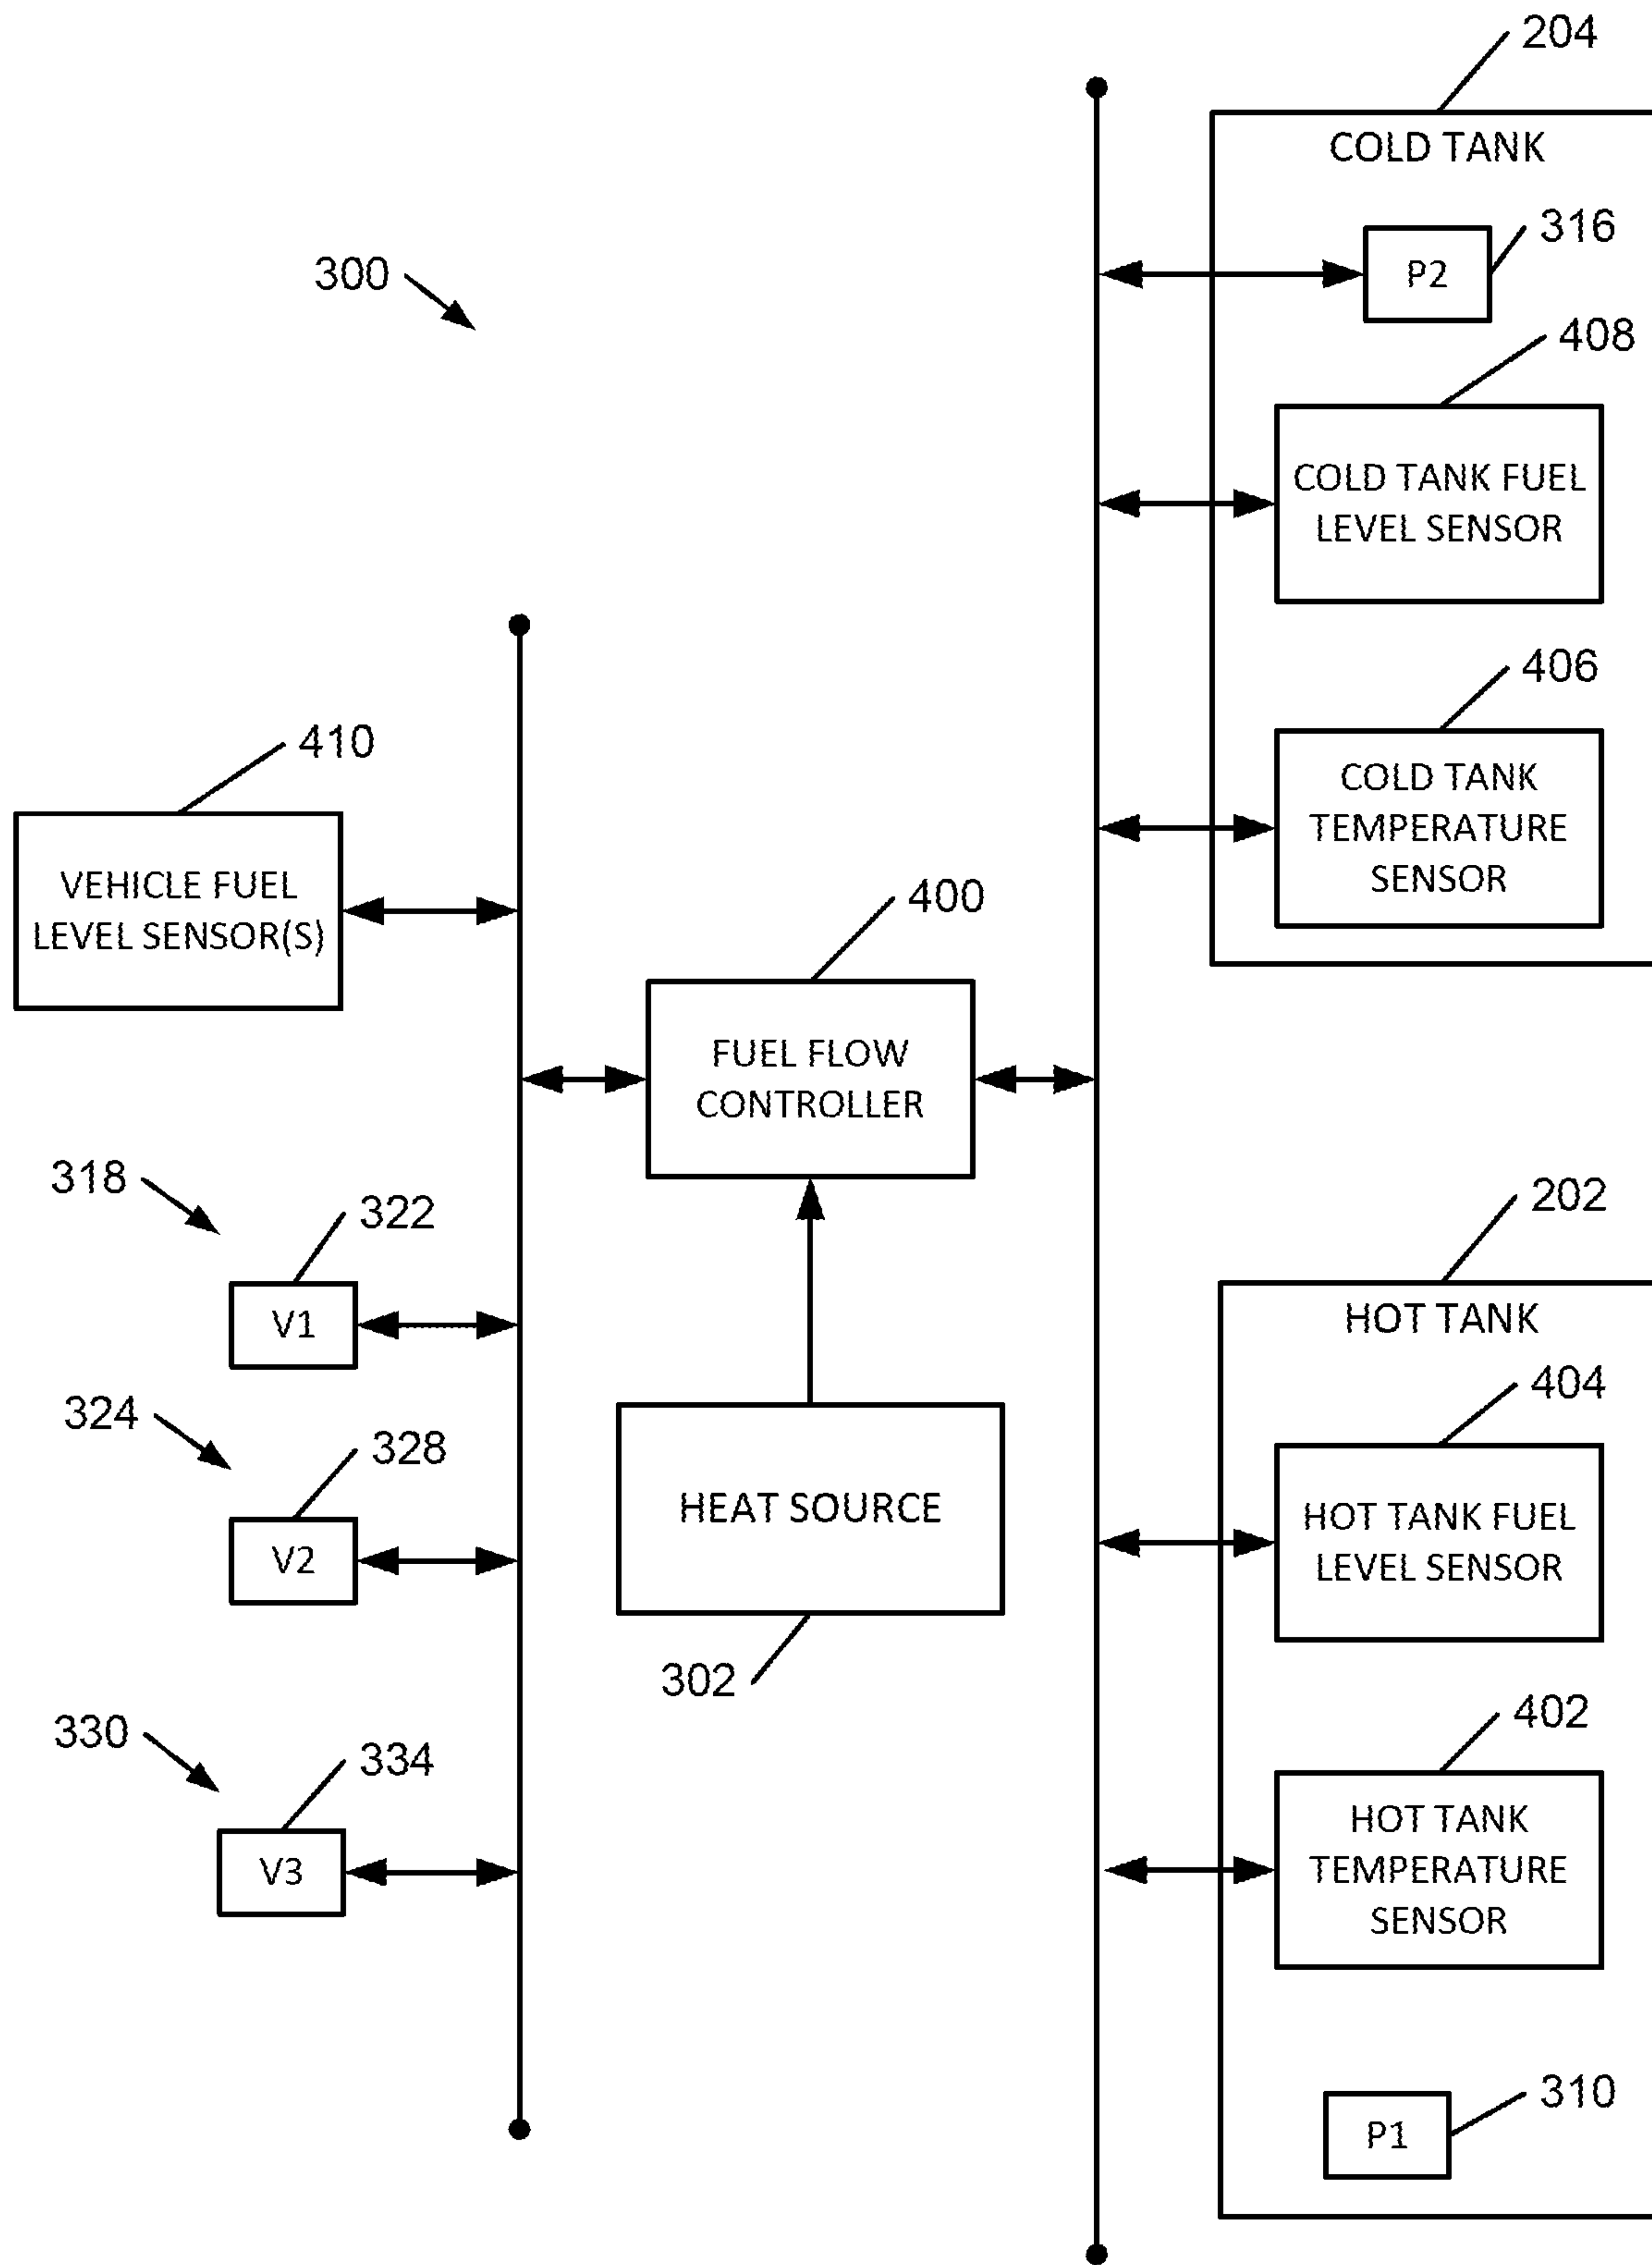 204
COLD TANK
316
P2
300
408
COLD TANK FUEL
LEVEL SENSOR
406
COLD TANK
TEMPERATURE
SENSOR
410
VEHICLE FUEL
LEVEL SENSOR(S)
400
FUEL FLOW
CONTROLLER
318
322
V1
202
HOT TANK
324
328
V2
404
HOT TANK FUEL
LEVEL SENSOR
HEAT SOURCE
302
330
334
V3
402
HOT TANK
TEMPERATURE
SENSOR
310
P1